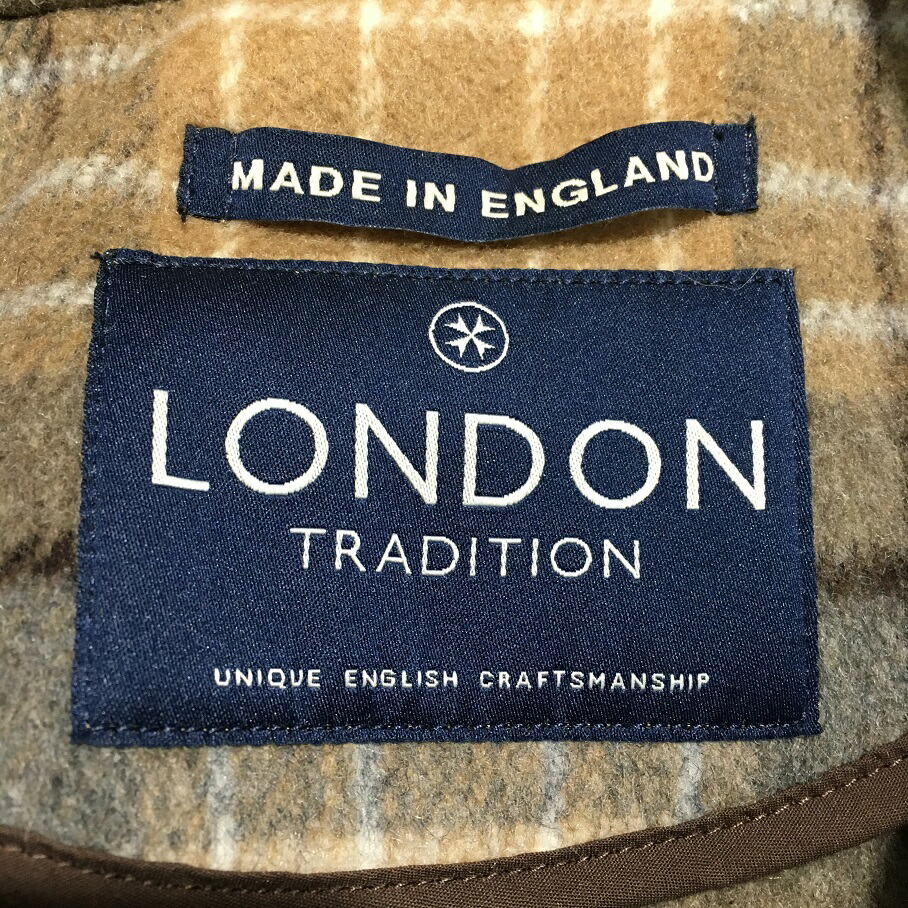 MADE IN ENGLAND
LONDON
TRADITION
UNIQUE ENGLISH CRAFTSMANSHIP